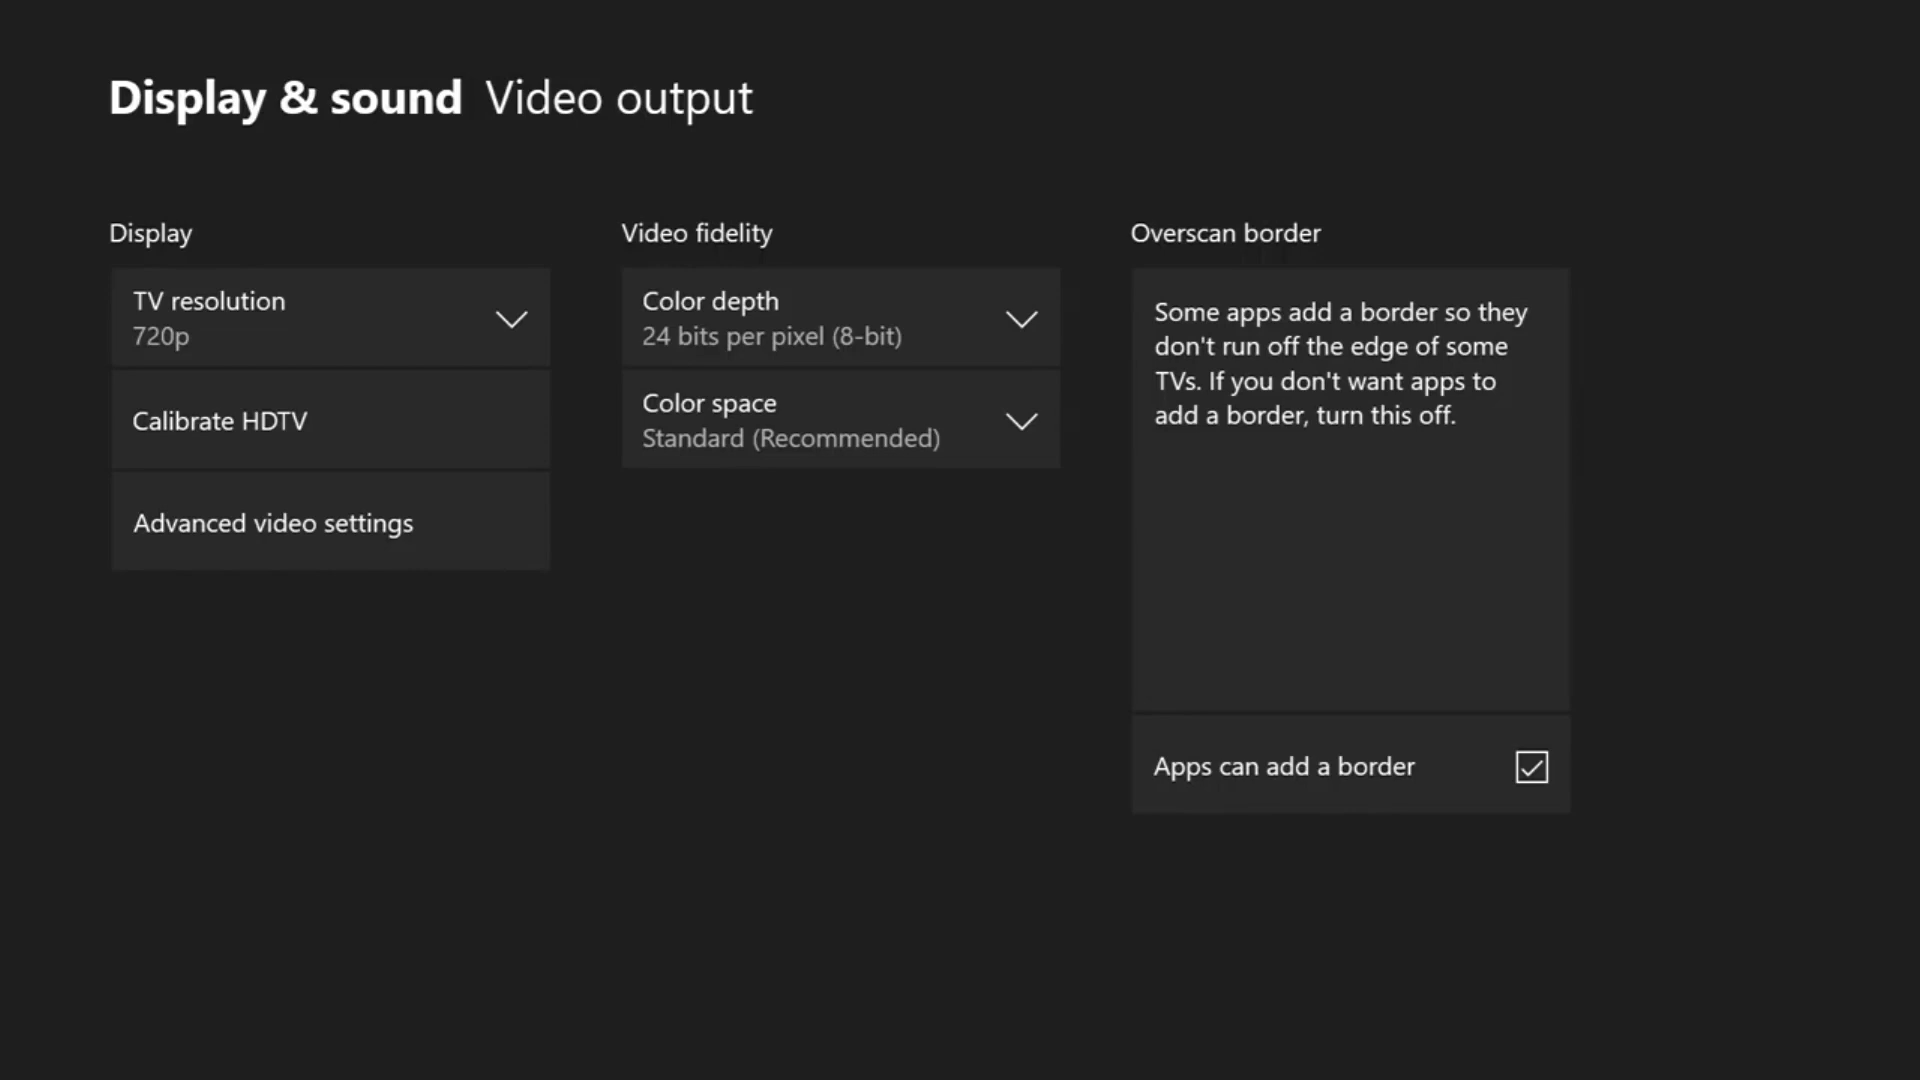 Display & sound Video output
Display
TV resolution
720p
Calibrate HDTV
Advanced video settings
Video fidelity
Color depth
24 bits per pixel (8-bit)
Color space
Standard (Recommended)
Overscan border
Some apps add a border so they
don't run off the edge of some
TVs. If you don't want apps to
add a border, turn this off.
Apps can add a border